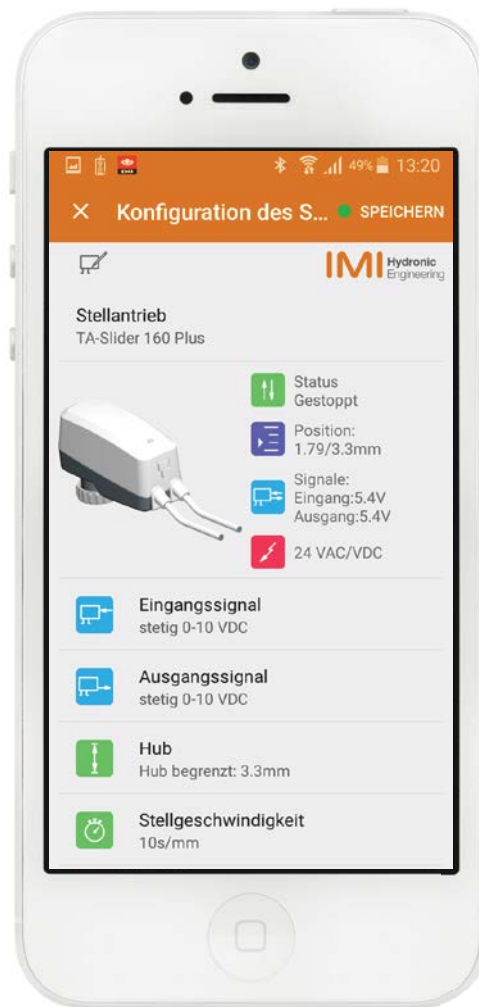 49% 13:20
Konfiguration des S... SPEICHERN
IMI Hydronic
Engineering
Stellantrieb
TA-Slider 160 Plus
Status
Gestoppt
Position:
1.79/3.3mm
Signale:
Eingang:5.4V
Ausgang:5.4V
24 VAC/VDC
Eingangssignal
stetig 0-10 VDC
Ausgangssignal
stetig 0-10 VDC
Hub
Hub begrenzt: 3.3mm
Stellgeschwindigkeit
10s/mm